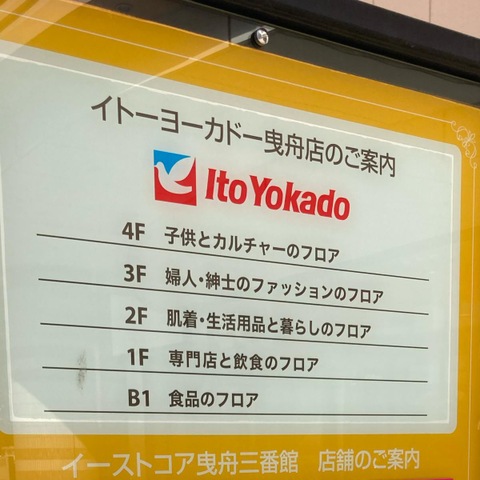 イトーヨーカドー曳舟店のご案内
Ito Yokado
4F 子供とカルチャーのフロア
3F 婦人・紳士のファッションのフロア
2F 肌着・生活用品と暮らしのフロア
1F 専門店と飲食のフロア
B1 食品のフロア
イーストコア曳舟三番館 店舗のご案内